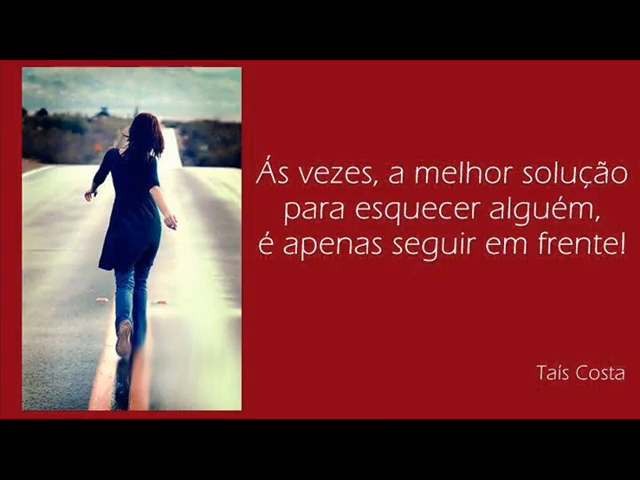 Ás vezes, a melhor solução
para esquecer alguém,
é apenas seguir em frente!
Taís Costa